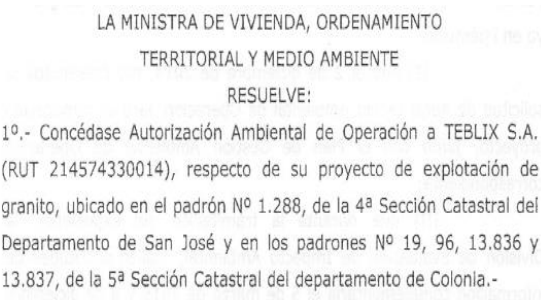 LA MINISTRA DE VIVIENDA, ORDENAMIENTO
TERRITORIAL Y MEDIO AMBIENTE
RESUELVE:
1º.- Concédase Autorización Ambiental de Operación a TEBLIX S.A.
(RUT 214574330014), respecto de su proyecto de explotación de
granito, ubicado en el padrón Nº 1.288, de la 4ª Sección Catastral del
Departamento de San José y en los padrones Nº 19, 96, 13.836 y
13.837, de la 5ª Sección Catastral del departamento de Colonia.-